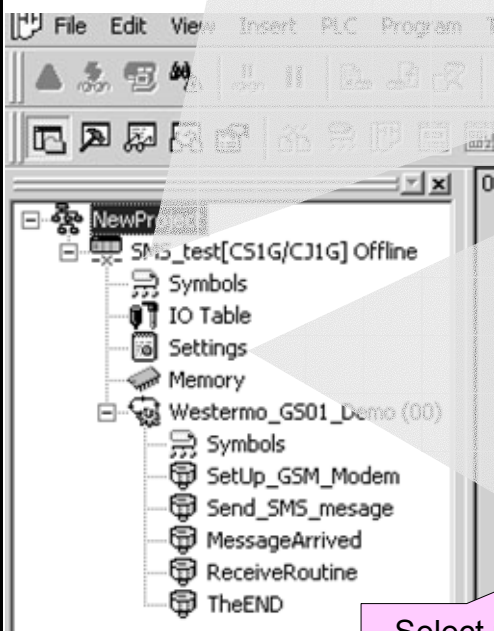 File Edit View Insert PLC Program
NewPro
SMS_test[CS1G/CJ1G] Offline
Symbols
IO Table
Settings
Memory
Westermo_GS01_Demo (00)
Symbols
SetUp_GSM_Modem
Send_SMS_mesage
MessageArrived
ReceiveRoutine
TheEND
Select